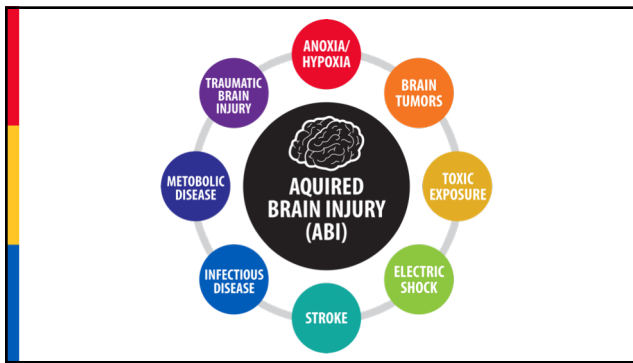 ANOXIA/
HYPOXIA
BRAIN
TUMORS
TOXIC
EXPOSURE
ELECTRIC
SHOCK
STROKE
INFECTIOUS
DISEASE
METOBOLIC
DISEASE
TRAUMATIC
BRAIN
INJURY
AQUIRED
BRAIN INJURY
(ABI)